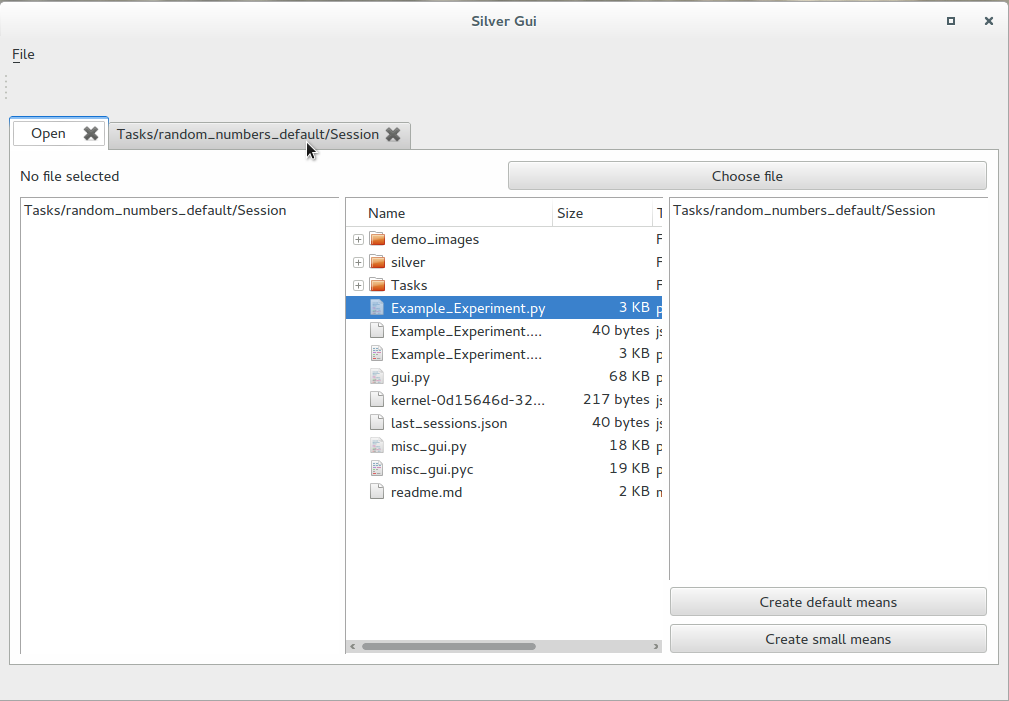 Silver Gui
File
Open
Tasks/random_numbers_default/Session
No file selected
Choose file
Tasks/random_numbers_default/Session
Name Size T
demo_images F
silver F
Tasks F
Example_Experiment.py 3 KB p
Example_Experiment.... 40 bytes js
Example_Experiment.... 3 KB p
gui.py 68 KB p
kernel-0d15646d-32... 217 bytes js
last_sessions.json 40 bytes js
misc_gui.py 18 KB p
misc_gui.pyc 19 KB p
readme.md 2 KB m
Tasks/random_numbers_default/Session
Create default means
Create small means